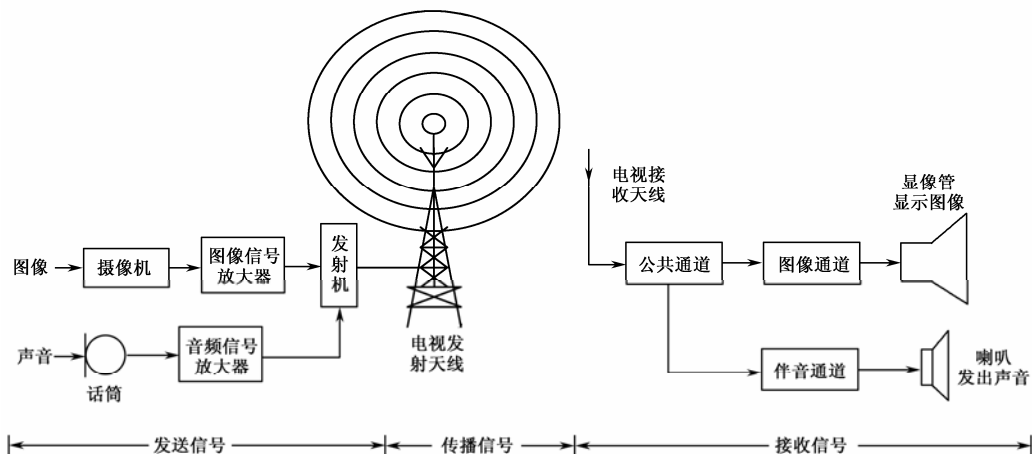 图像
摄像机
图像信号
放大器
发
射
机
声音
话筒
音频信号
放大器
电视发
射天线
电视接
收天线
公共通道
图像通道
显像管
显示图像
伴音通道
喇叭
发出声音
发送信号
传播信号
接收信号